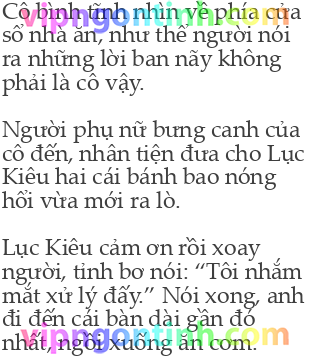 vipngontinh.com
Cô bình tĩnh nhìn về phía cửa
sổ nhà ăn, như thể người nói
ra những lời ban nãy không
phải là cô vậy.
Người phụ nữ bưng canh của
cô đến, nhân tiện đưa cho Lục
Kiêu hai cái bánh bao nóng
hổi vừa mới ra lò.
Lục Kiêu cảm ơn rồi xoay
người, tỉnh bơ nói: “Tôi nhắm
mắt xử lý đấy.” Nói xong, anh
đi đến cái bàn dài gần đó
nhất, ngồi xuống ăn cơm.
vipngontinh.com